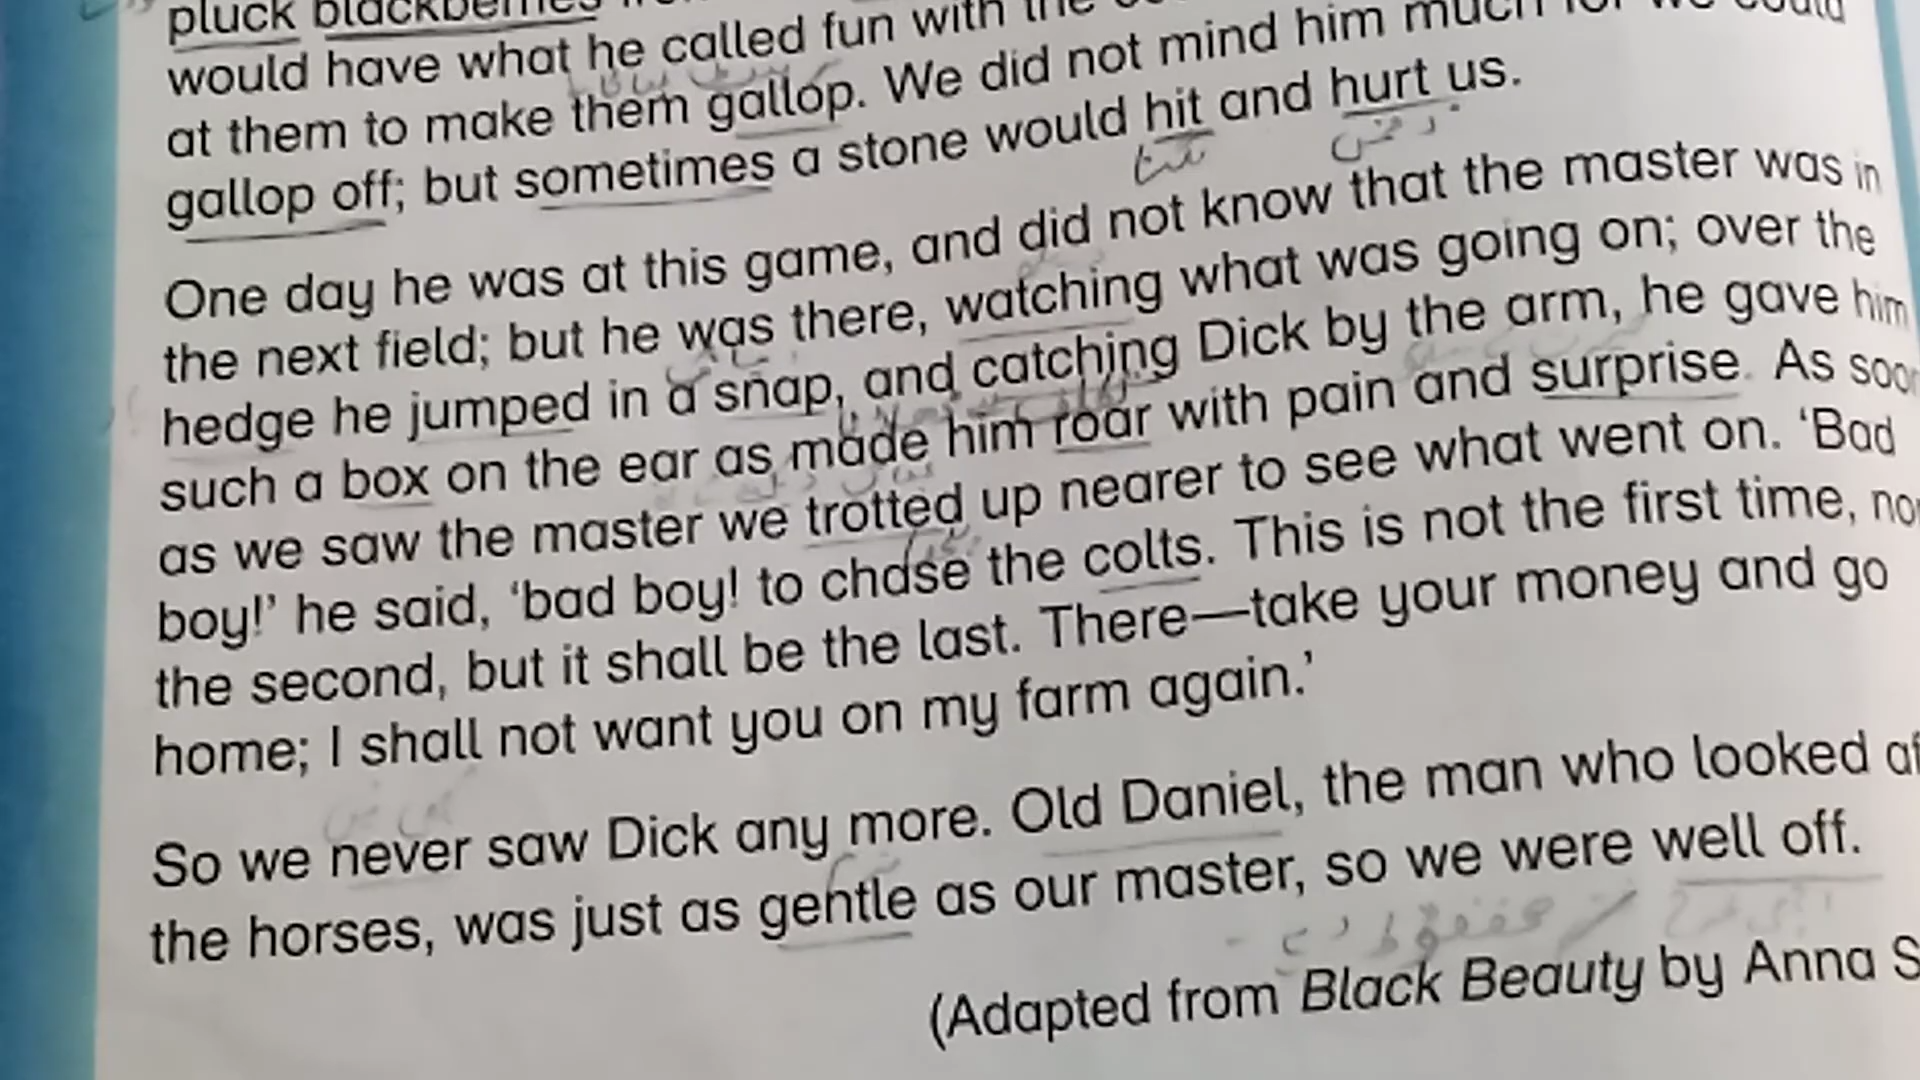 pluck blackberries
would have what he called fun with the
at them to make them gallop. We did not mind him much for we could
gallop off; but sometimes a stone would hit and hurt us.
لگنا
One day he was at this game, and did not know that the master was in
the next field; but he was there, watching what was going on; over the
hedge he jumped in a snap, and catching Dick by the arm, he gave him
such a box on the ear as made him roar with pain and surprise. As soon
as we saw the master we trotted up nearer to see what went on. ‘Bad
boy!’ he said, ‘bad boy! to chase the colts. This is not the first time, nor
the second, but it shall be the last. There—take your money and go
home; I shall not want you on my farm again.’
So we never saw Dick any more. Old Daniel, the man who looked af
the horses, was just as gentle as our master, so we were well off.
محفوظ
(Adapted from Black Beauty by Anna S